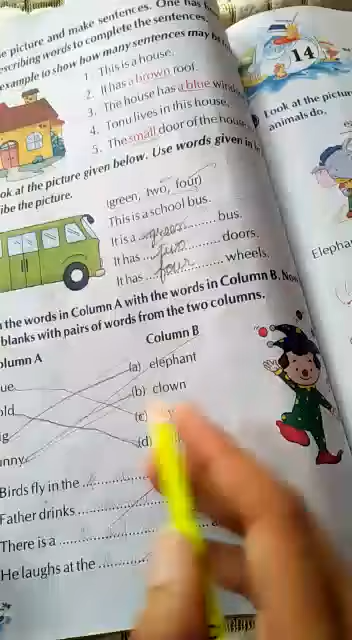 e picture and make sentences. One has
escribing words to complete the sentences.
example to show how many sentences may be
1. This is a house.
2. It has a brown roof.
3. The house has a blue
4. Tonu lives in this house.
5. The small door of the house
14
Look at the picture
animals do.
ok at the picture given below. Use words given in
ibe the picture.
(green, two, four)
This is a school bus.
It is a green bus.
It has two doors.
It has four wheels.
the words in Column A with the words in Column B. Now
blanks with pairs of words from the two columns.
olumn A
Column B
ue
(a) elephant
old
(b) clown
ig
(c)
unny
(d)
Birds fly in the
Father drinks
There is a
He laughs at the